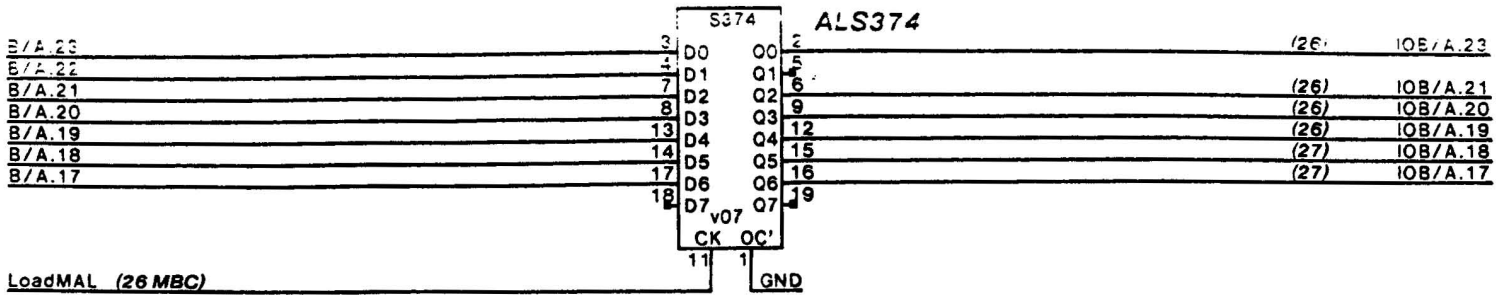 S374 ALS374
B/A.23 3 D0 Q0 2 (26) IOB/A.23
B/A.22 4 D1 Q1 5
B/A.21 7 D2 Q2 6 (26) IOB/A.21
B/A.20 8 D3 Q3 9 (26) IOB/A.20
B/A.19 13 D4 Q4 12 (26) IOB/A.19
B/A.18 14 D5 Q5 15 (27) IOB/A.18
B/A.17 17 D6 Q6 16 (27) IOB/A.17
18 D7 Q7 19
v07
CK OC'
11 1
LoadMAL (26 MBC) GND